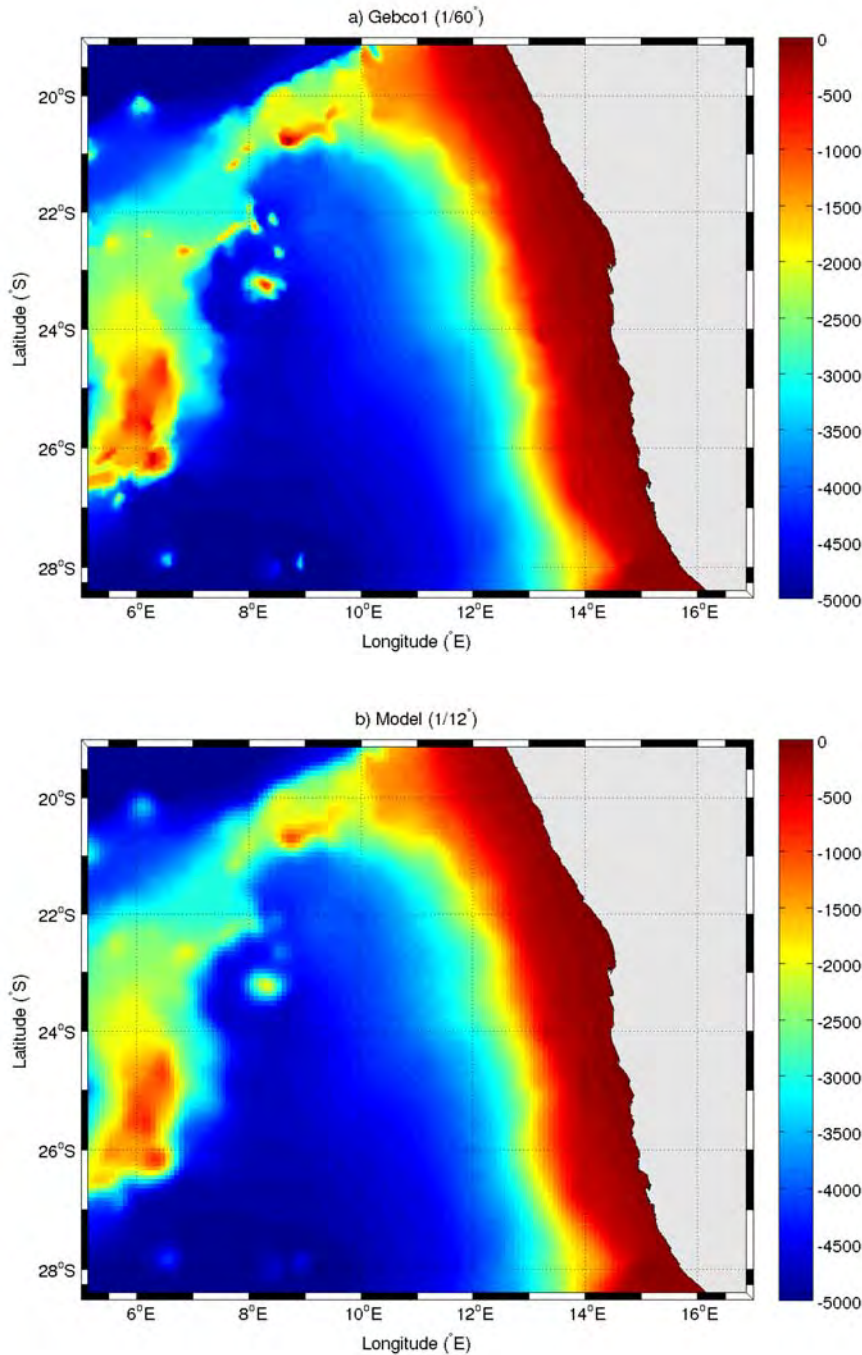 a) Gebco1 (1/60°)
0
-500
-1000
-1500
-2000
-2500
-3000
-3500
-4000
-4500
-5000
20°S
22°S
24°S
26°S
28°S
Latitude (°S)
6°E 8°E 10°E 12°E 14°E 16°E
Longitude (°E)
b) Model (1/12°)
0
-500
-1000
-1500
-2000
-2500
-3000
-3500
-4000
-4500
-5000
20°S
22°S
24°S
26°S
28°S
Latitude (°S)
6°E 8°E 10°E 12°E 14°E 16°E
Longitude (°E)